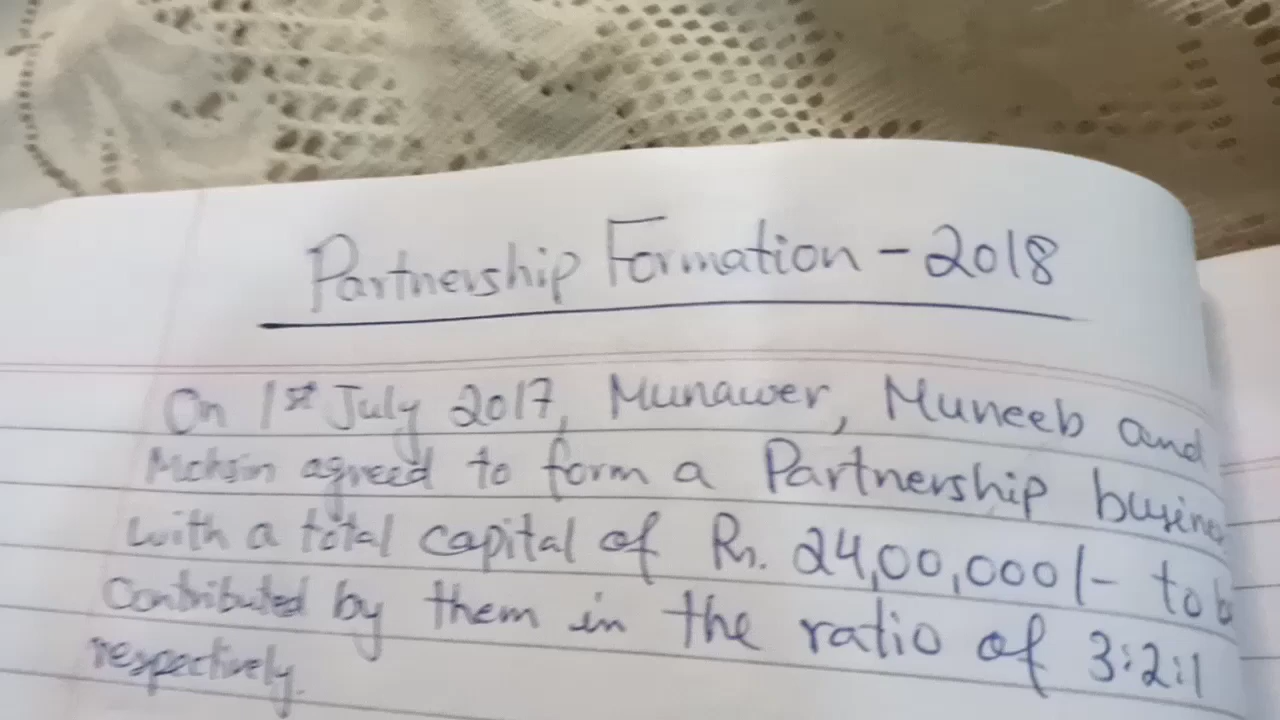 Partnership Formation - 2018
On 1st July 2017, Munawer, Muneeb and
Mohsin agreed to form a Partnership busine
with a total capital of Rs. 24,00,000/- to b
Contributed by them in the ratio of 3:2:1
respectively.